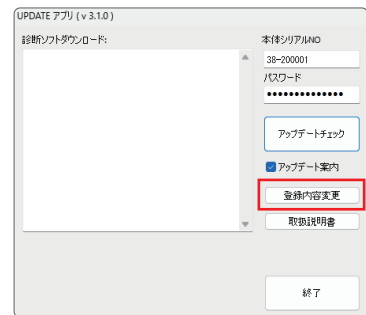 UPDATE アプリ ( v 3.1.0 )
診断ソフトダウンロード:
本体シリアルNO
38-200001
パスワード
●●●●●●●●●●●●●●
アップデートチェック
アップデート案内
登録内容変更
取扱説明書
終了